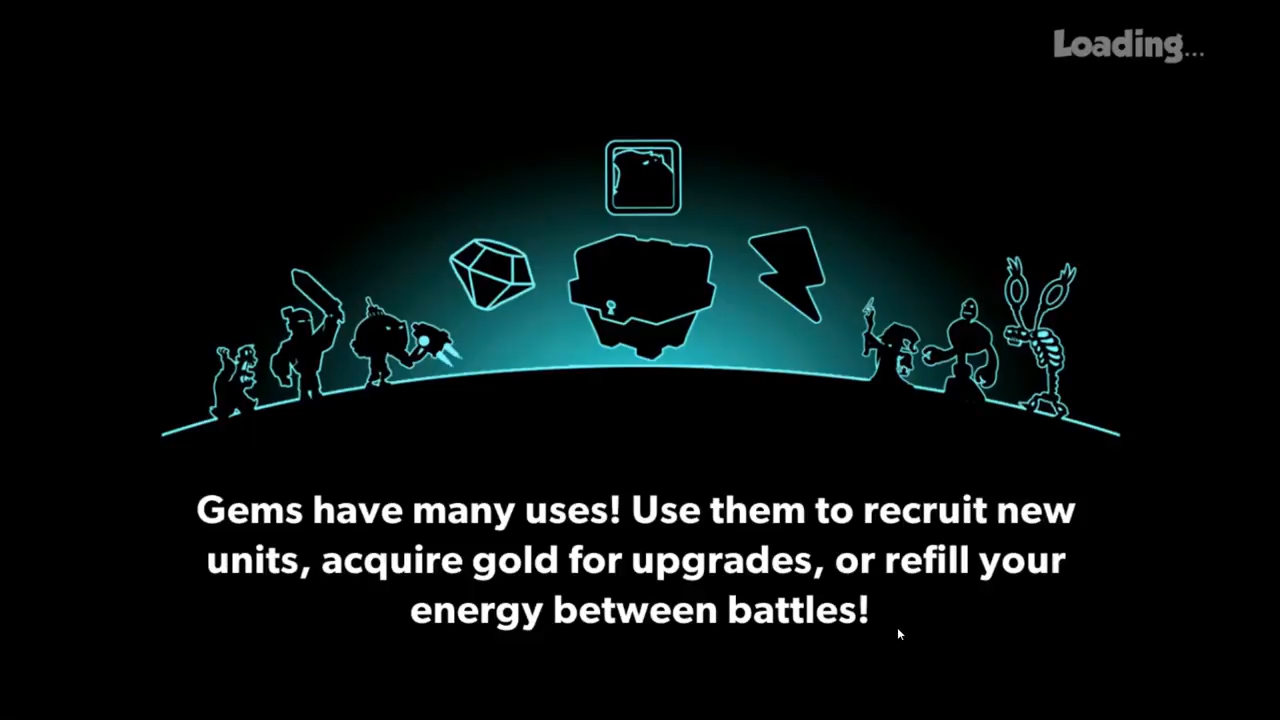 Loading...
Gems have many uses! Use them to recruit new
units, acquire gold for upgrades, or refill your
energy between battles!